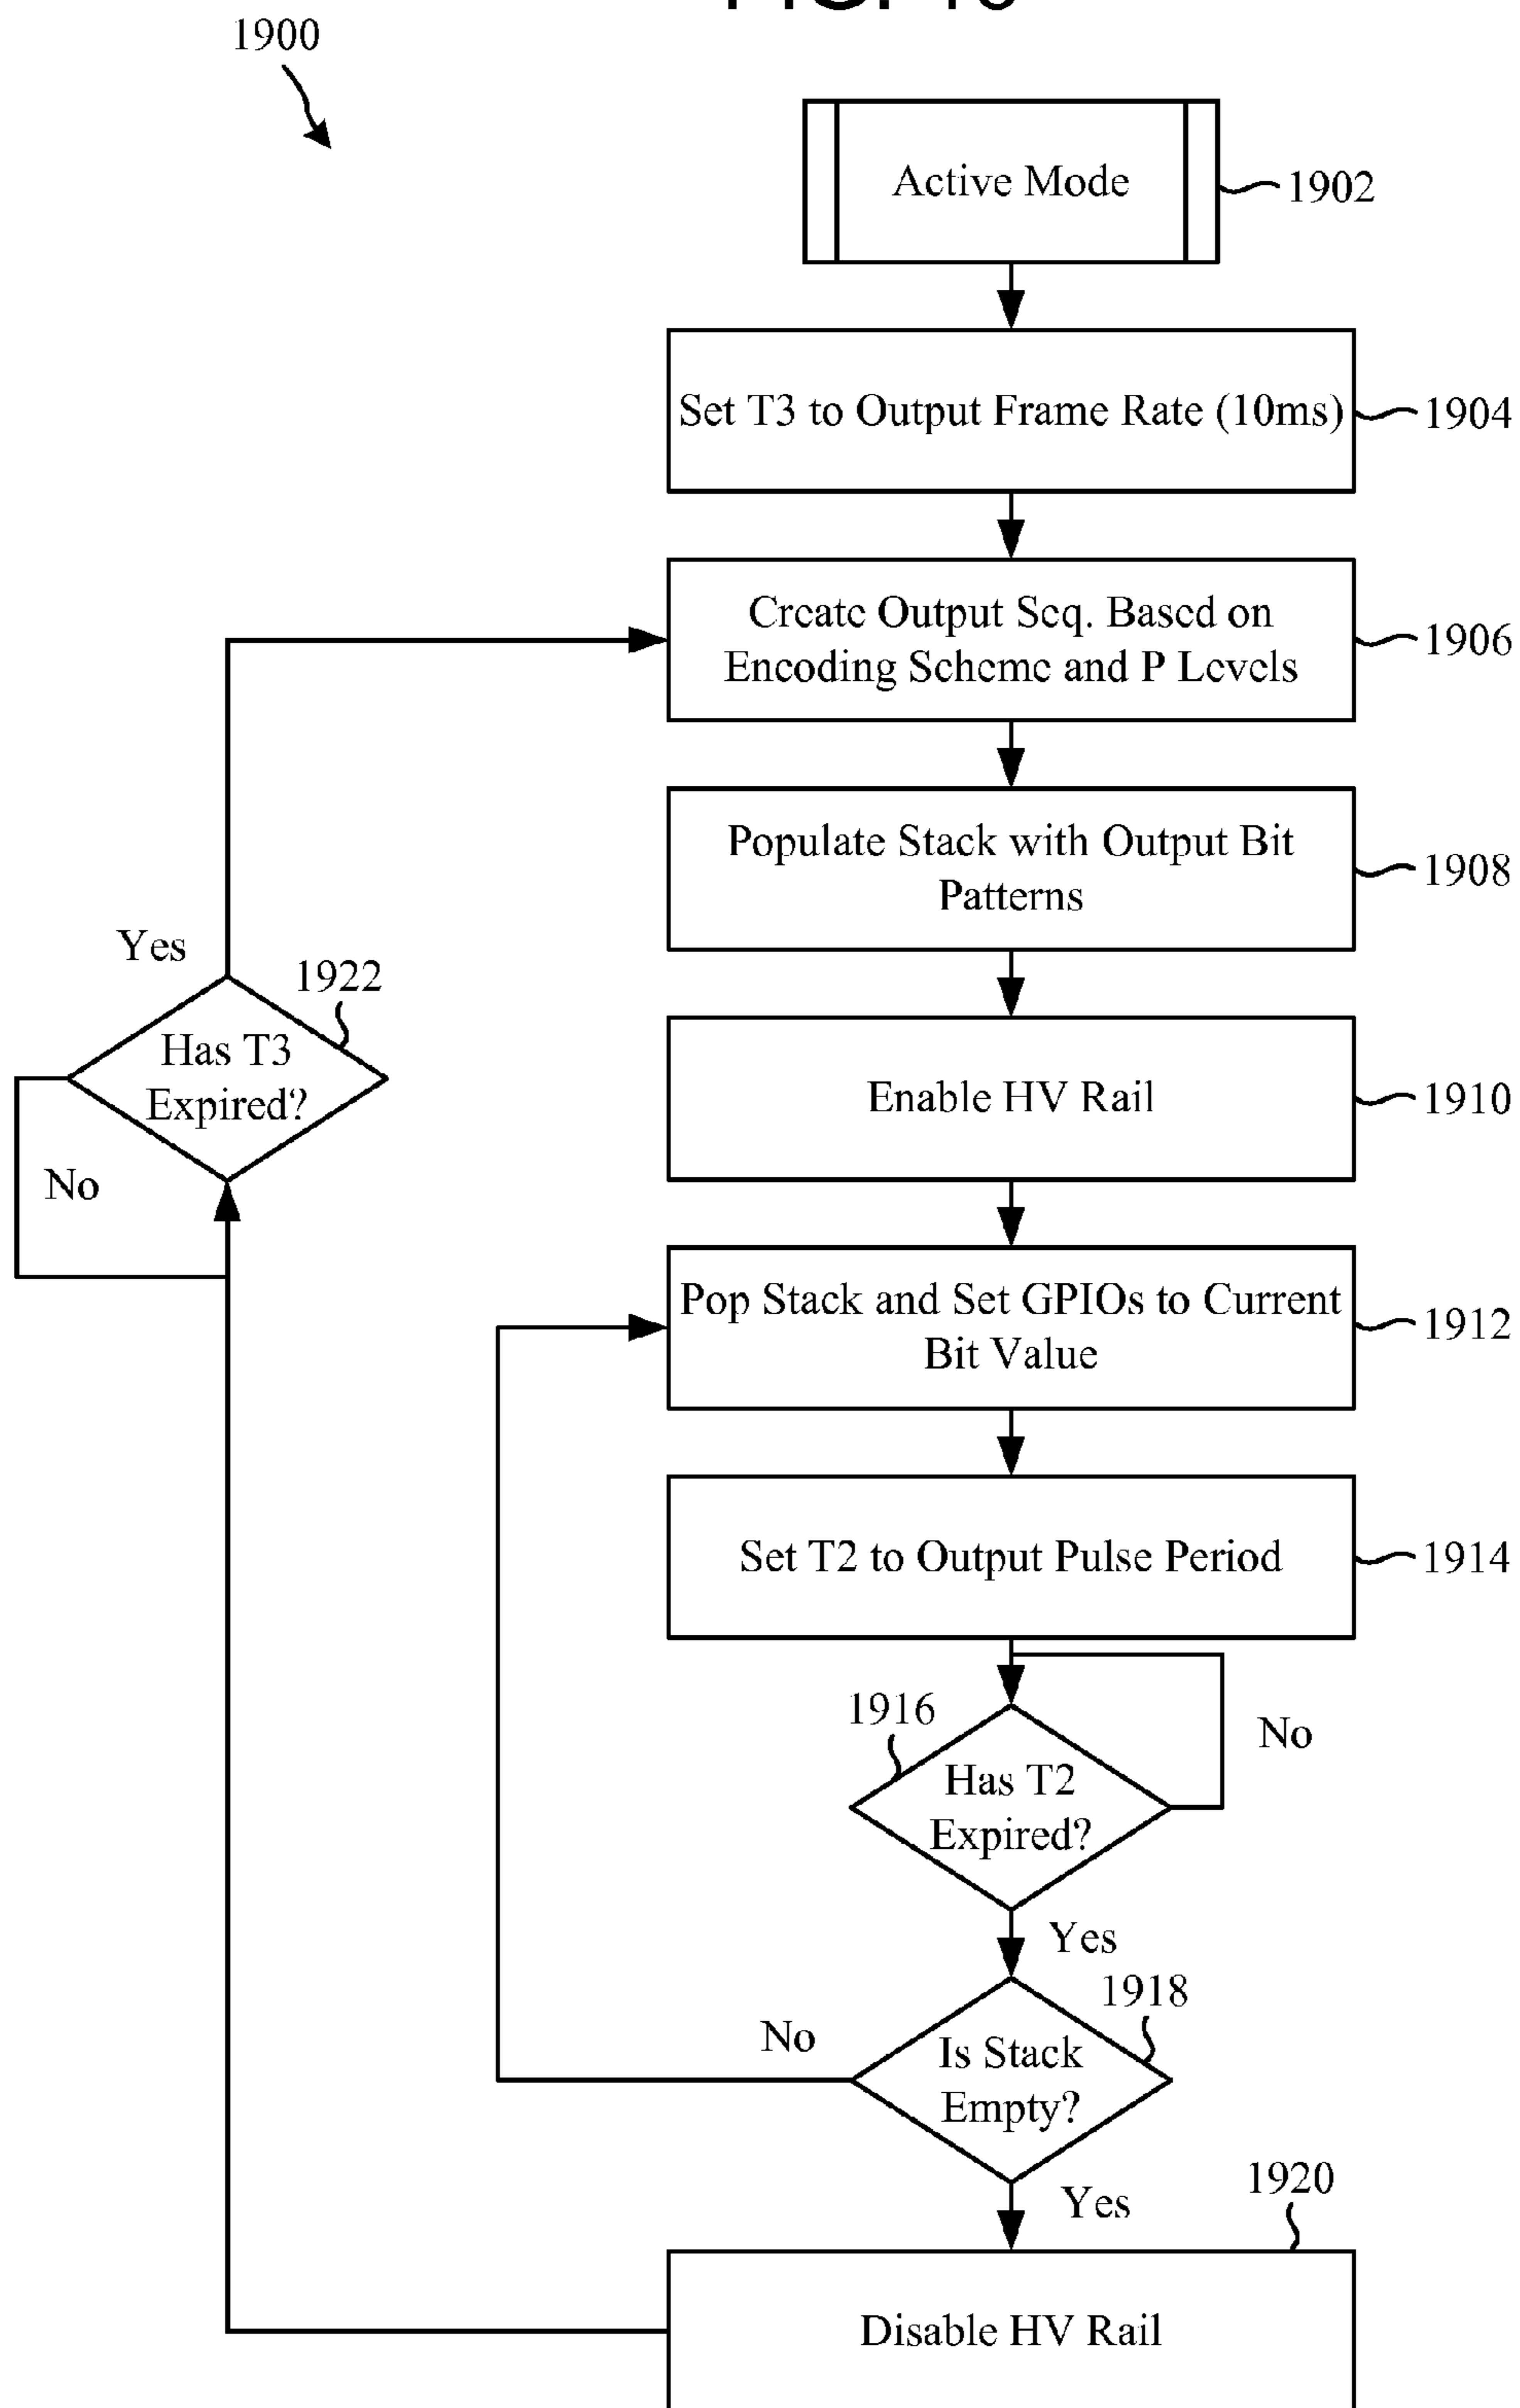 1900
Active Mode
1902
Set T3 to Output Frame Rate (10ms)
1904
Create Output Seq. Based on
Encoding Scheme and P Levels
1906
Populate Stack with Output Bit
Patterns
1908
Yes
1922
Has T3
Expired?
No
Enable HV Rail
1910
Pop Stack and Set GPIOs to Current
Bit Value
1912
Set T2 to Output Pulse Period
1914
1916
No
Has T2
Expired?
Yes
1918
No
Is Stack
Empty?
Yes
1920
Disable HV Rail